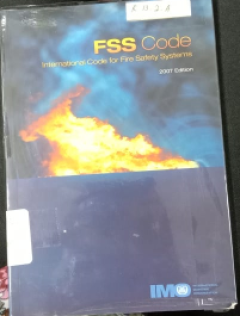 FSS Code
International Code for Fire Safety Systems
2007 Edition
IMO